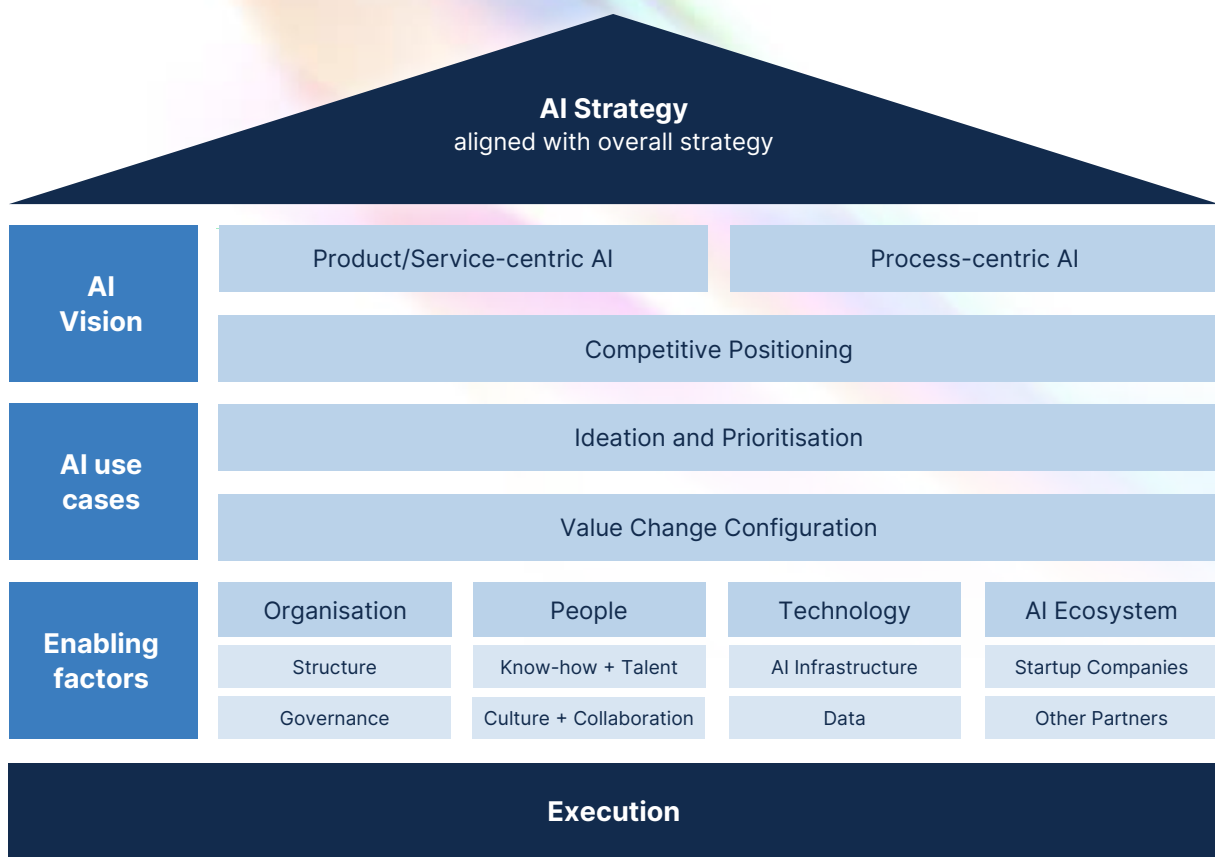 AI Strategy
aligned with overall strategy
AI
Vision
Product/Service-centric AI
Process-centric AI
Competitive Positioning
AI use
cases
Ideation and Prioritisation
Value Change Configuration
Enabling
factors
Organisation
People
Technology
AI Ecosystem
Structure
Know-how + Talent
AI Infrastructure
Startup Companies
Governance
Culture + Collaboration
Data
Other Partners
Execution